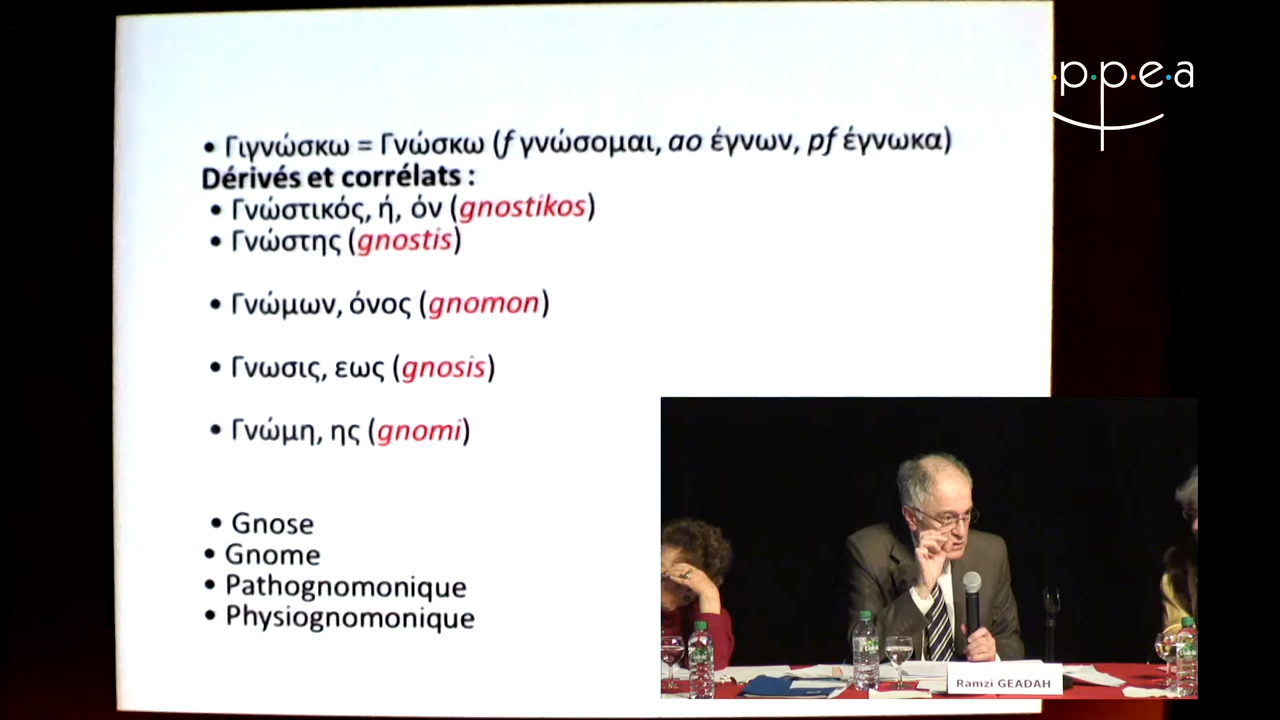 • Γιγνώσκω = Γνώσκω (f γνώσομαι, ao έγνων, pf έγνωκα)
Dérivés et corrélats :
• Γνώστικός, ή, όν (gnostikos)
• Γνώστης (gnostis)
• Γνώμων, όνος (gnomon)
• Γνωσις, εως (gnosis)
• Γνώμη, ης (gnomi)
• Gnose
• Gnome
• Pathognomonique
• Physiognomonique
·p·p·e·a
Ramzi GEADAH